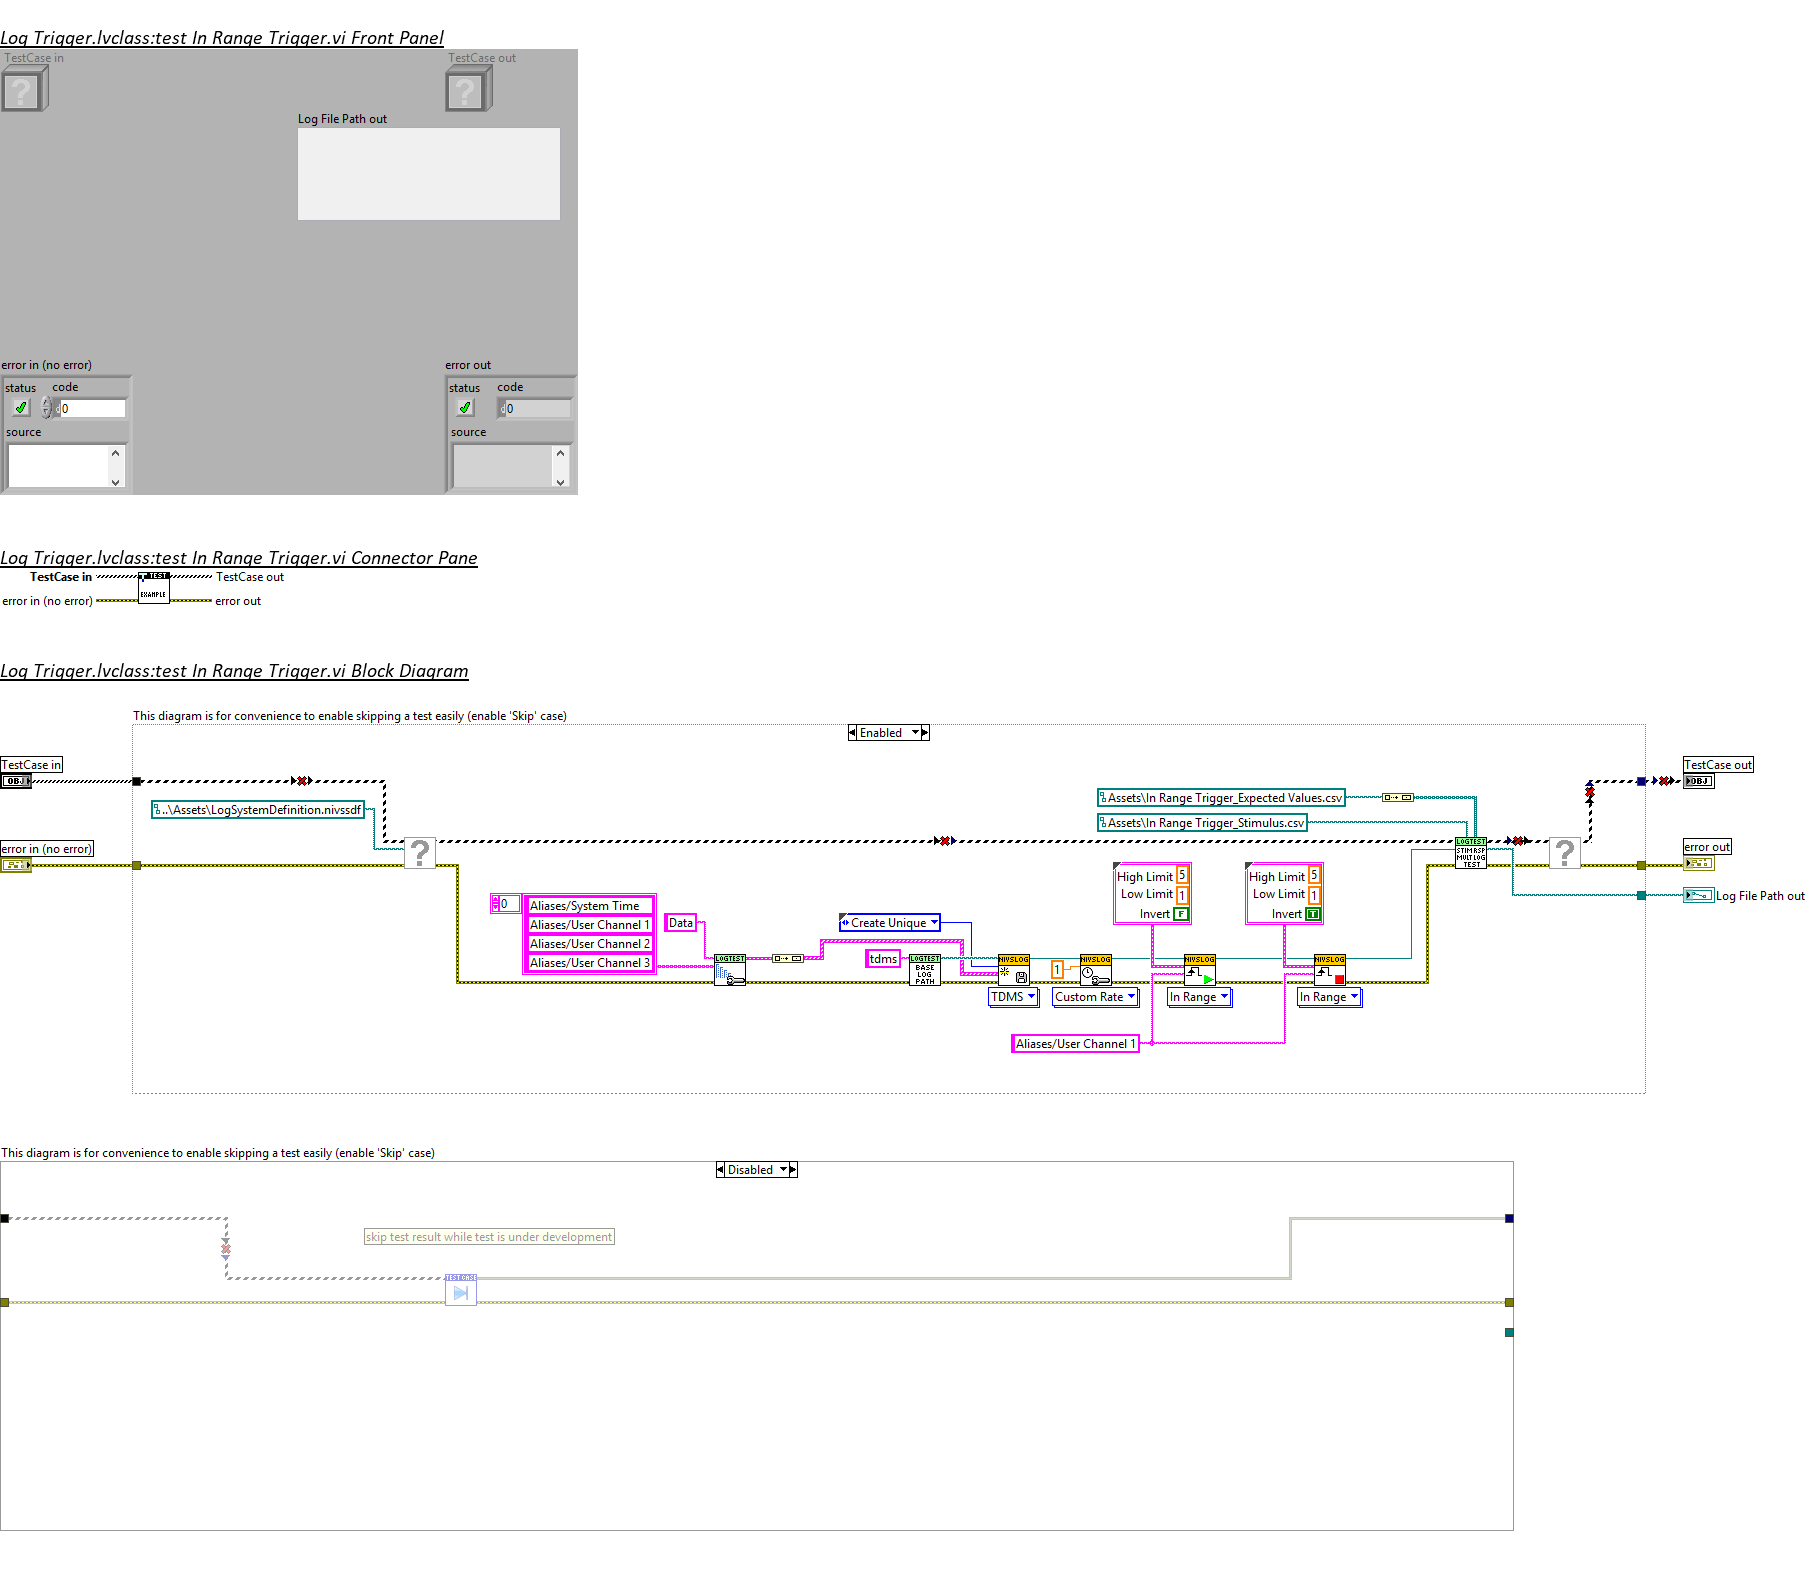 Log Trigger.lvclass:test In Range Trigger.vi Front Panel
TestCase in
TestCase out
?
?
Log File Path out
error in (no error)
error out
status code
status code
d0
d0
source
source
Log Trigger.lvclass:test In Range Trigger.vi Connector Pane
TestCase in
TEST
TestCase out
error in (no error)
EXAMPLE
error out
Log Trigger.lvclass:test In Range Trigger.vi Block Diagram
This diagram is for convenience to enable skipping a test easily (enable 'Skip' case)
Enabled
TestCase in
OBJ
TestCase out
OBJ
..\Assets\LogSystemDefinition.nivssdf
Assets\In Range Trigger_Expected Values.csv
Assets\In Range Trigger_Stimulus.csv
error in (no error)
?
LOGTEST
STIM RSP
MULT LOG
TEST
?
error out
High Limit 5
Low Limit 1
Invert F
High Limit 5
Low Limit 1
Invert T
Log File Path out
0
Aliases/System Time
Aliases/User Channel 1
Aliases/User Channel 2
Aliases/User Channel 3
Data
Create Unique
LOGTEST
tdms
LOGTEST
BASE
LOG
PATH
NIVSLOG
1
NIVSLOG
NIVSLOG
NIVSLOG
TDMS
Custom Rate
In Range
In Range
Aliases/User Channel 1
This diagram is for convenience to enable skipping a test easily (enable 'Skip' case)
Disabled
skip test result while test is under development
TEST CASE